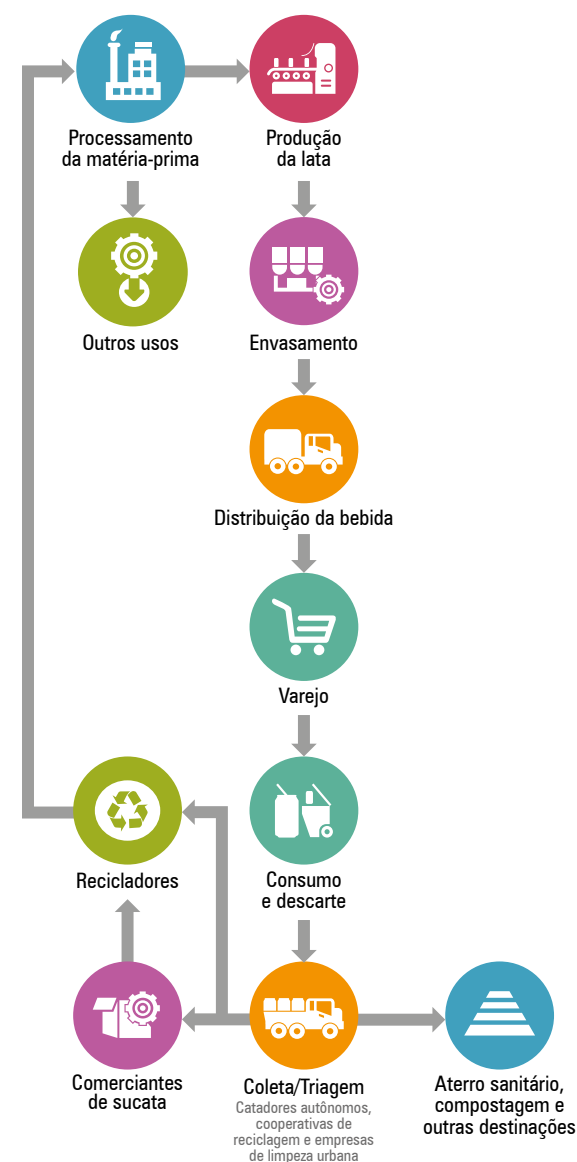 Processamento
da matéria-prima
Produção
da lata
Outros usos
Envasamento
Distribuição da bebida
Varejo
Recicladores
Consumo
e descarte
Comerciantes
de sucata
Coleta/Triagem
Catadores autônomos,
cooperativas de
reciclagem e empresas
de limpeza urbana
Aterro sanitário,
compostagem e
outras destinações